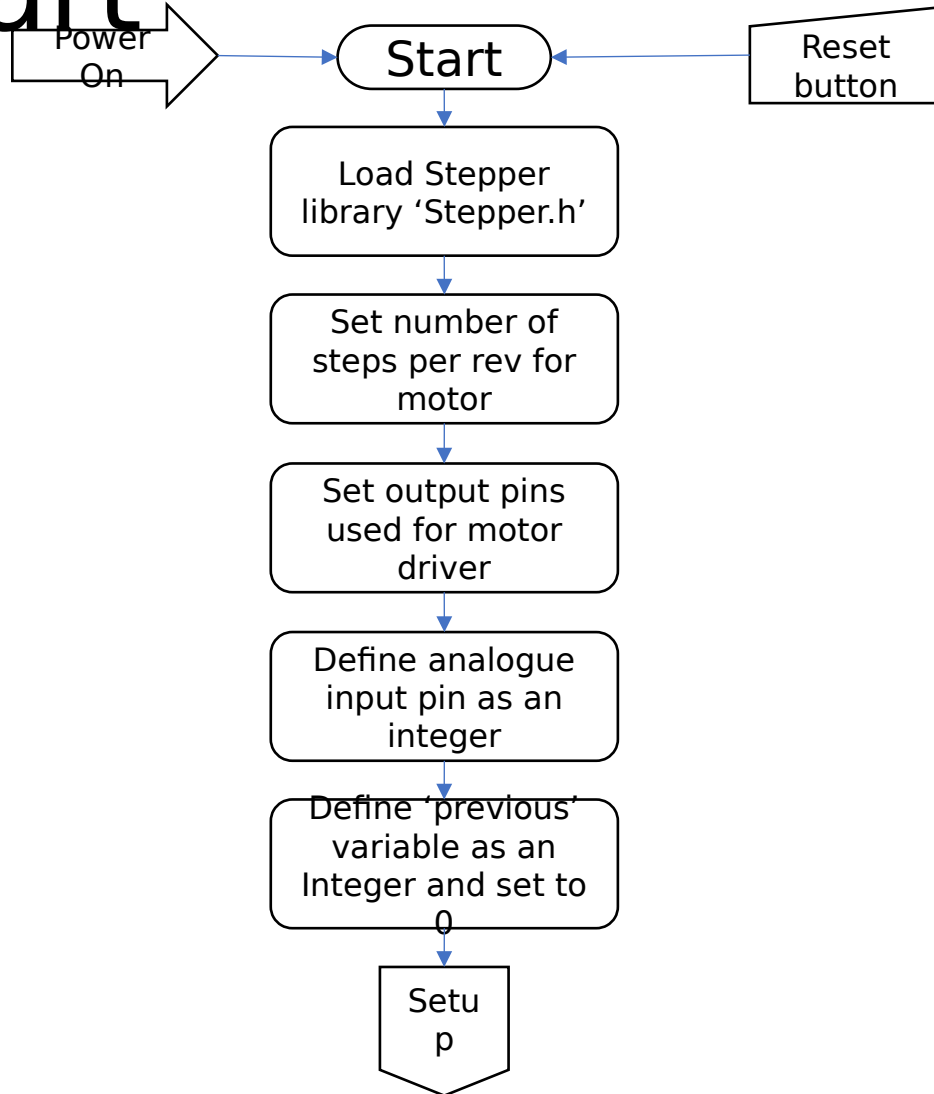 Power
On
Start
Reset
button
Load Stepper
library ‘Stepper.h’
Set number of
steps per rev for
motor
Set output pins
used for motor
driver
Define analogue
input pin as an
integer
Define ‘previous’
variable as an
Integer and set to
0
Setu
p